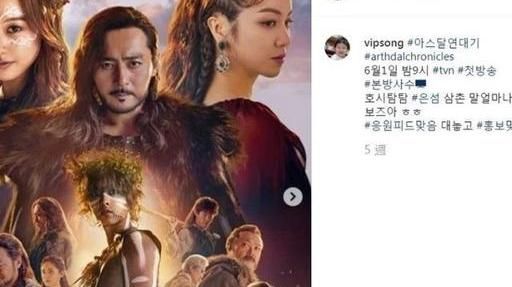 vipsong #아스달연대기
#arthdalchronicles
6월1일 밤9시 #tvn #첫방송
#본방사수
호시탐탐 #은섬 삼촌 말얼마나
보즈아 ㅎㅎ
#응원피드맞음 대놓고 #홍보맞
5 週